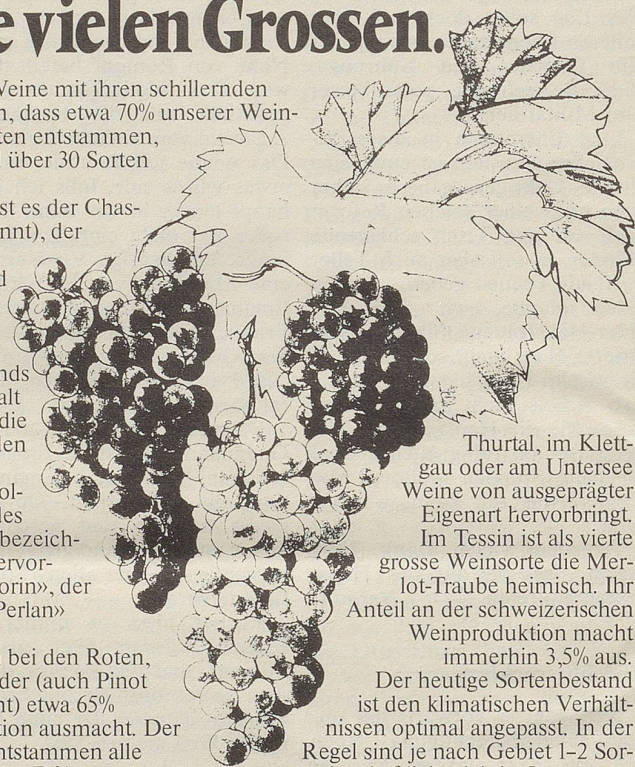 e vielen Grossen.
Weine mit ihren schillernden
n, dass etwa 70% unserer Wein-
ten entstammen,
über 30 Sorten
st es der Chas-
nnt), der
d
nds
alt
die
len
ol-
les
bezeich-
ervor-
orin», der
Perlan»
bei den Roten,
der (auch Pinot
nt) etwa 65%
tion ausmacht. Der
ntstammen alle
Thurtal, im Klett-
gau oder am Untersee
Weine von ausgeprägter
Eigenart hervorbringt.
Im Tessin ist als vierte
grosse Weinsorte die Mer-
lot-Traube heimisch. Ihr
Anteil an der schweizerischen
Weinproduktion macht
immerhin 3,5% aus.
Der heutige Sortenbestand
ist den klimatischen Verhält-
nissen optimal angepasst. In der
Regel sind je nach Gebiet 1–2 Sor-